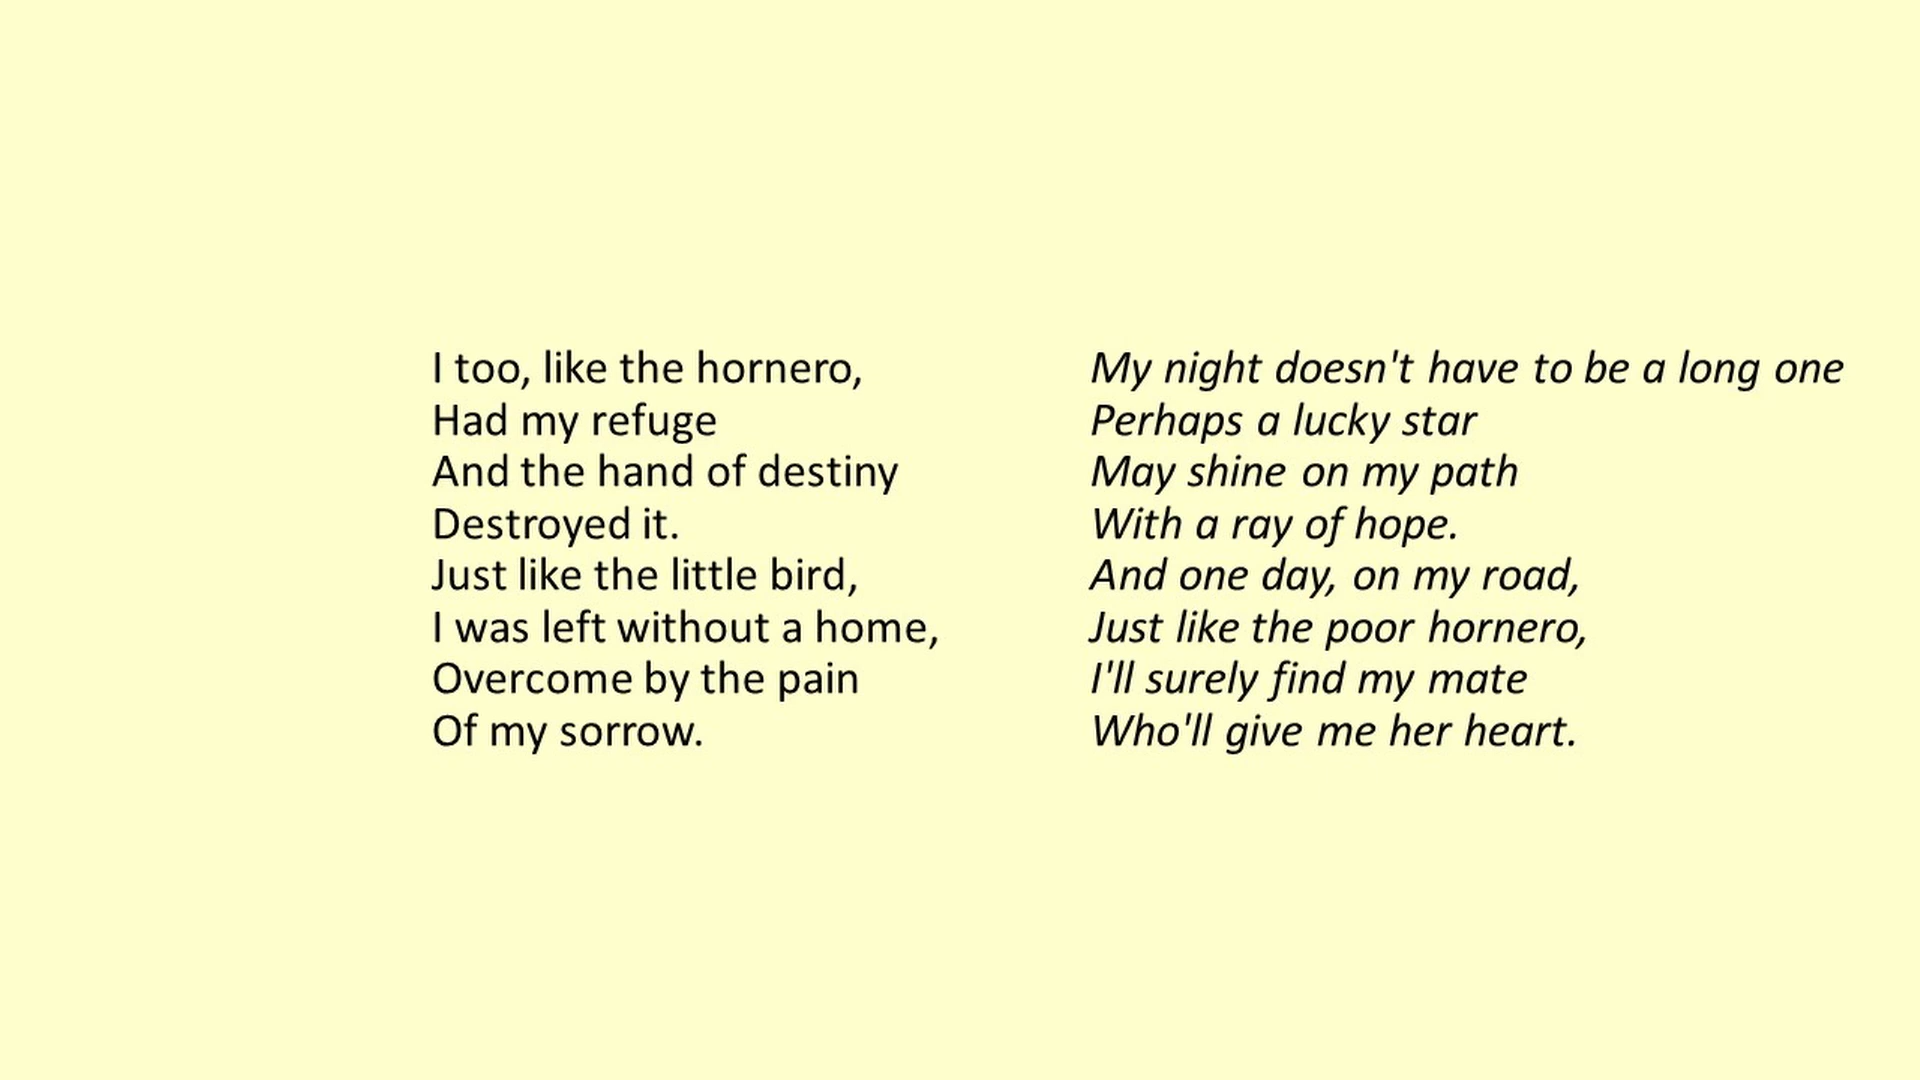 I too, like the hornero,
Had my refuge
And the hand of destiny
Destroyed it.
Just like the little bird,
I was left without a home,
Overcome by the pain
Of my sorrow.
My night doesn't have to be a long one
Perhaps a lucky star
May shine on my path
With a ray of hope.
And one day, on my road,
Just like the poor hornero,
I'll surely find my mate
Who'll give me her heart.